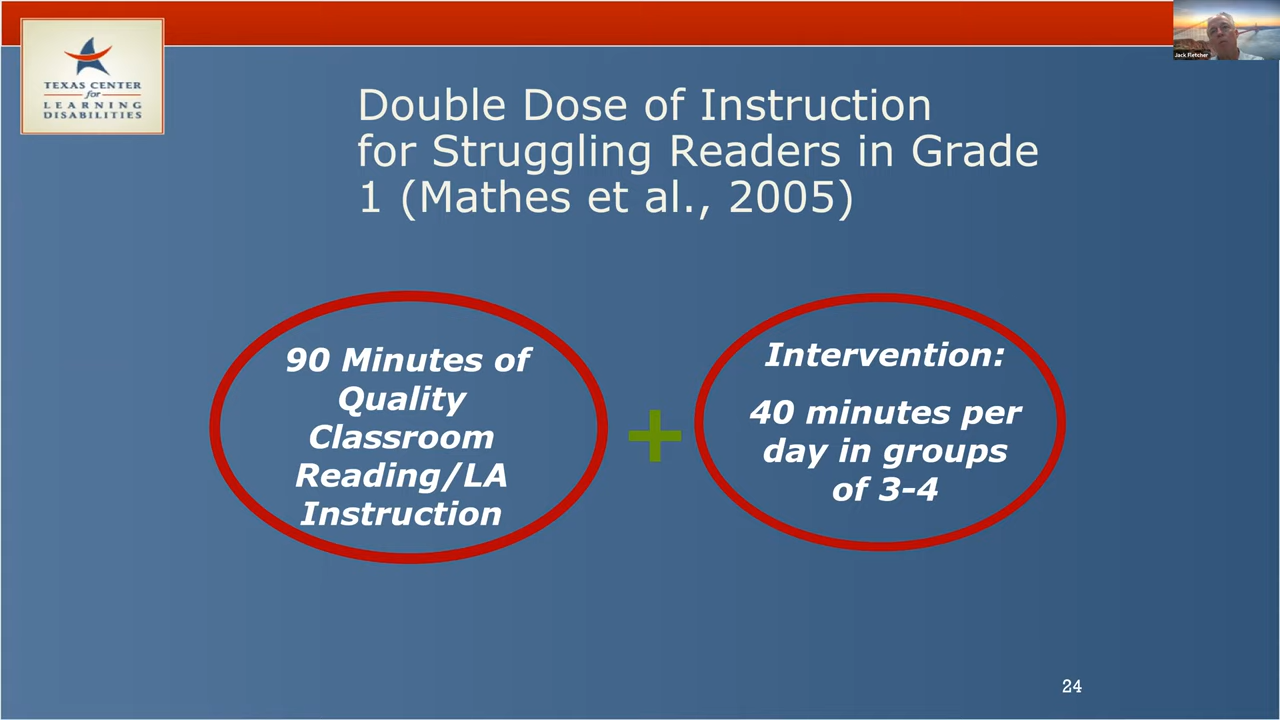 TEXAS CENTER
for
LEARNING
DISABILITIES
Jack Fletcher
Double Dose of Instruction
for Struggling Readers in Grade
1 (Mathes et al., 2005)
90 Minutes of
Quality
Classroom
Reading/LA
Instruction
+
Intervention:
40 minutes per
day in groups
of 3-4
24